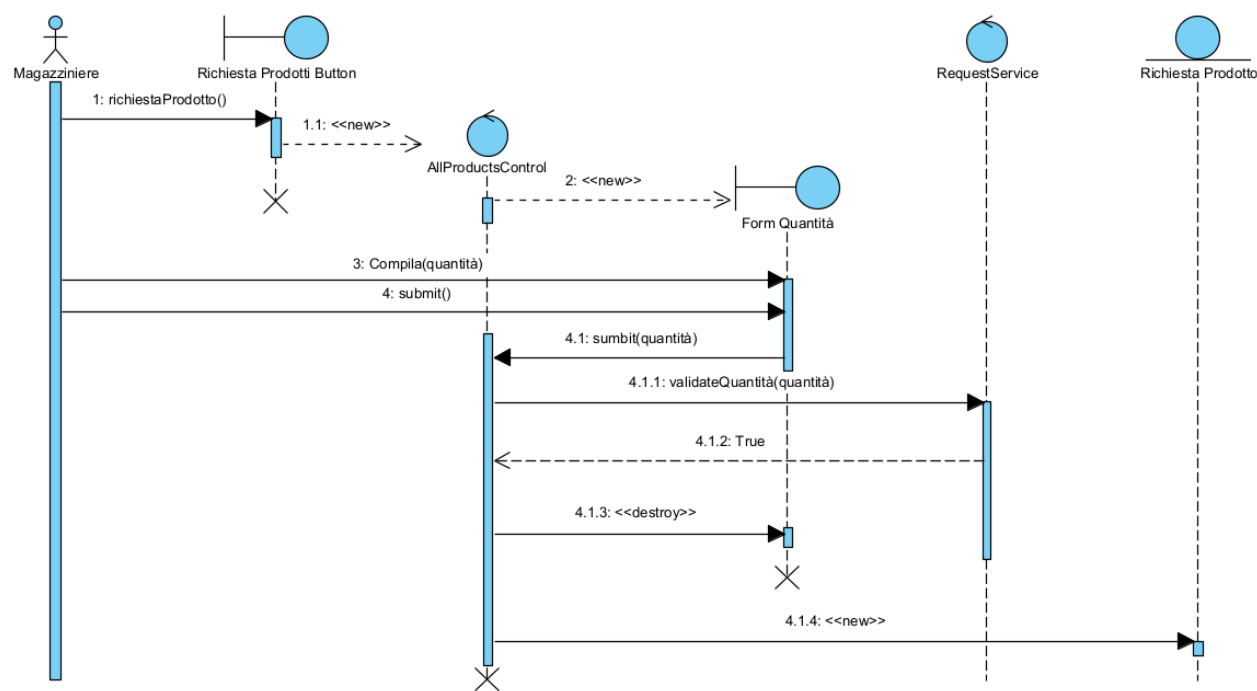 Magazziniere
Richiesta Prodotti Button
RequestService
Richiesta Prodotto
1: richiestaProdotto()
1.1: <<new>>
AllProductsControl
2: <<new>>
Form Quantità
3: Compila(quantità)
4: submit()
4.1: sumbit(quantità)
4.1.1: validateQuantità(quantità)
4.1.2: True
4.1.3: <<destroy>>
4.1.4: <<new>>